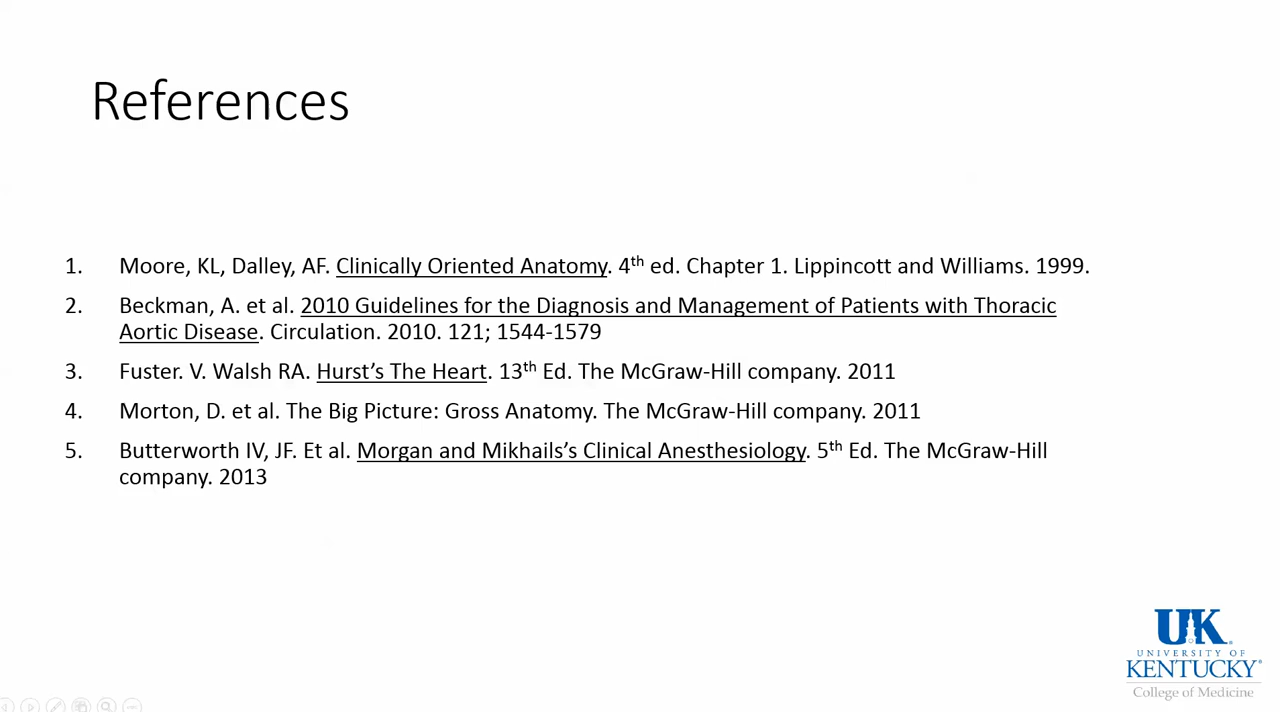 References
1. Moore, KL, Dalley, AF. Clinically Oriented Anatomy. 4th ed. Chapter 1. Lippincott and Williams. 1999.
2. Beckman, A. et al. 2010 Guidelines for the Diagnosis and Management of Patients with Thoracic
Aortic Disease. Circulation. 2010. 121; 1544-1579
3. Fuster. V. Walsh RA. Hurst’s The Heart. 13th Ed. The McGraw-Hill company. 2011
4. Morton, D. et al. The Big Picture: Gross Anatomy. The McGraw-Hill company. 2011
5. Butterworth IV, JF. Et al. Morgan and Mikhails’s Clinical Anesthesiology. 5th Ed. The McGraw-Hill
company. 2013
UK
UNIVERSITY OF
KENTUCKY®
College of Medicine